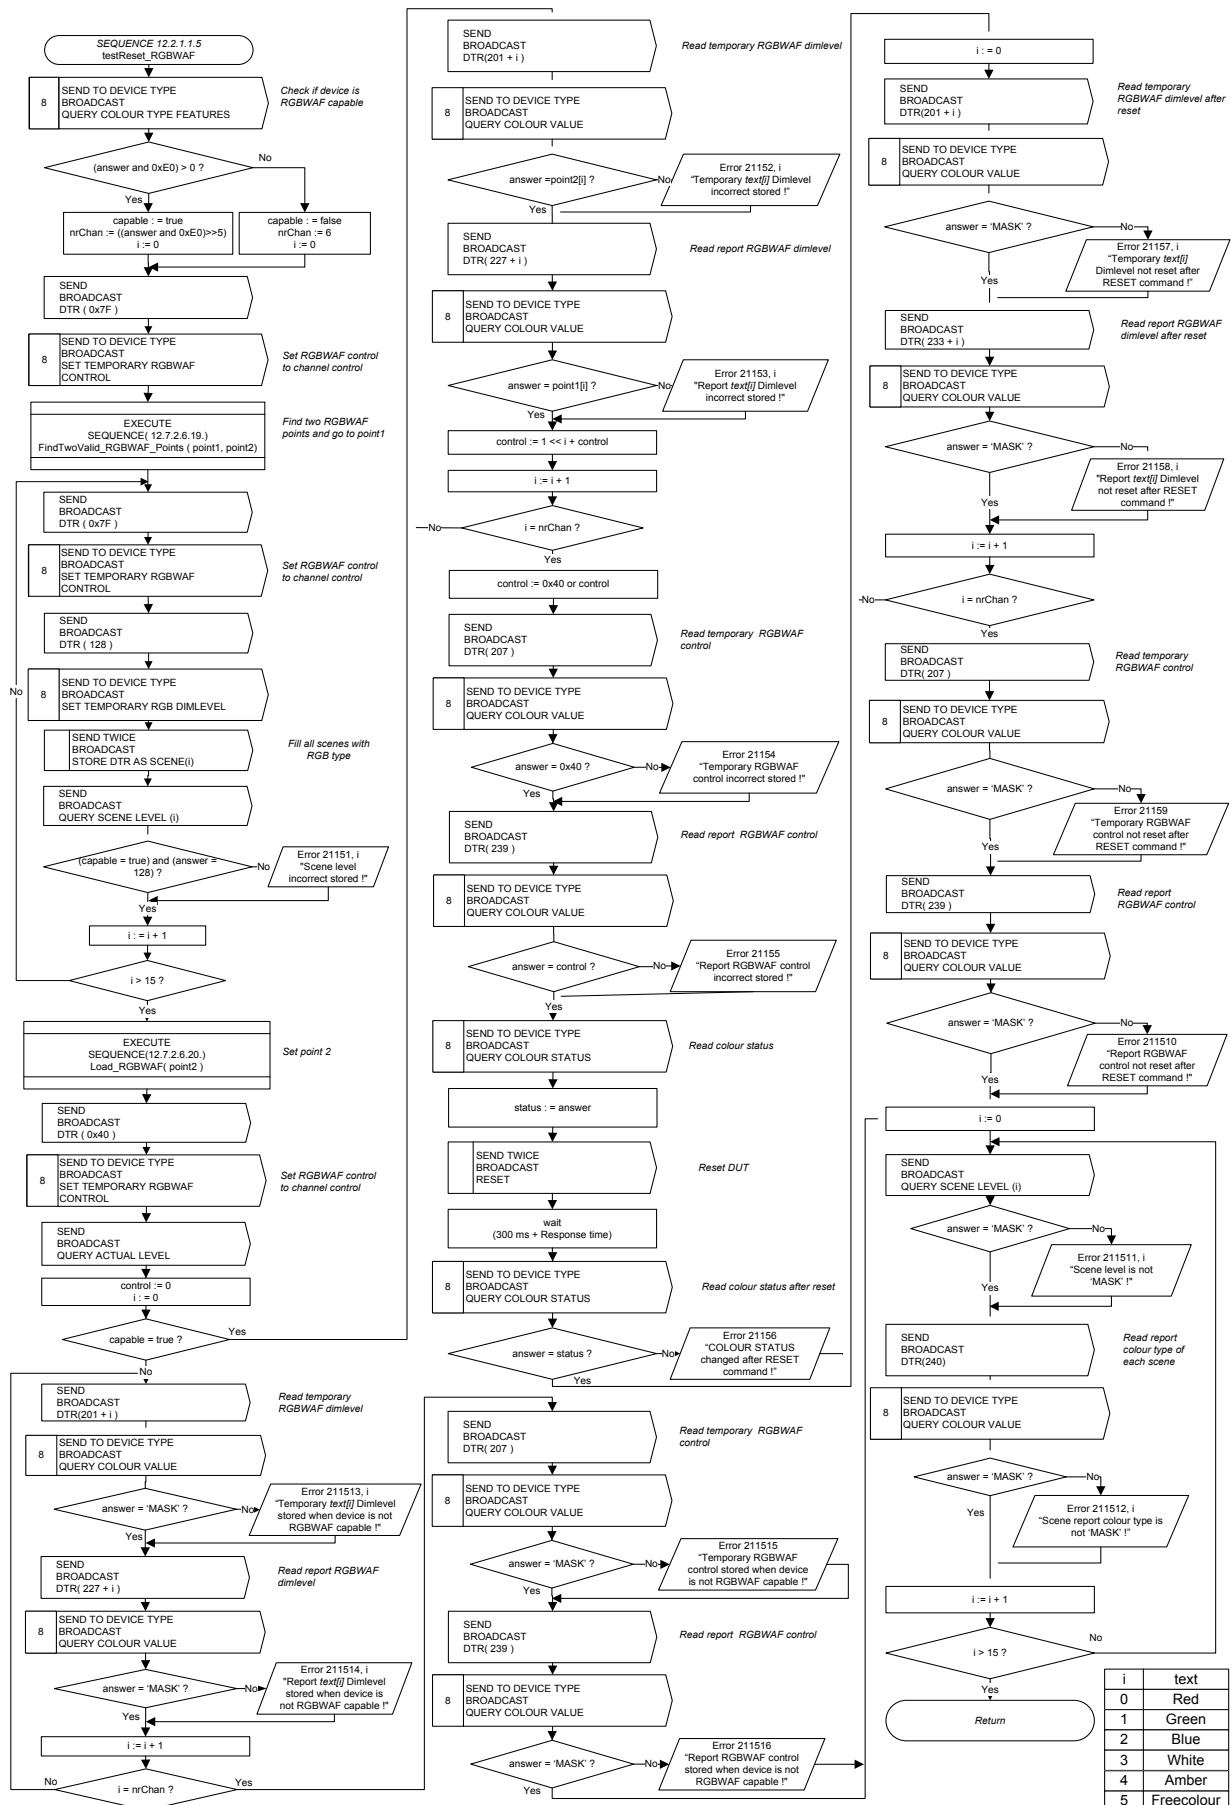 SEQUENCE 12.2.1.1.5
testReset_RGBWAF
8
SEND TO DEVICE TYPE
BROADCAST
QUERY COLOUR TYPE FEATURES
Check if device is
RGBWAF capable
(answer and 0xE0) > 0 ?
No
Yes
capable : = true
nrChan := ((answer and 0xE0)>>5)
i := 0
capable : = false
nrChan := 6
i := 0
SEND
BROADCAST
DTR ( 0x7F )
8
SEND TO DEVICE TYPE
BROADCAST
SET TEMPORARY RGBWAF
CONTROL
Set RGBWAF control
to channel control
EXECUTE
SEQUENCE( 12.7.2.6.19.)
FindTwoValid_RGBWAF_Points ( point1, point2)
Find two RGBWAF
points and go to point1
SEND
BROADCAST
DTR ( 0x7F )
8
SEND TO DEVICE TYPE
BROADCAST
SET TEMPORARY RGBWAF
CONTROL
Set RGBWAF control
to channel control
SEND
BROADCAST
DTR ( 128 )
No
8
SEND TO DEVICE TYPE
BROADCAST
SET TEMPORARY RGB DIMLEVEL
SEND TWICE
BROADCAST
STORE DTR AS SCENE(i)
Fill all scenes with
RGB type
SEND
BROADCAST
QUERY SCENE LEVEL (i)
(capable = true) and (answer =
128) ?
No
Error 21151, i
"Scene level
incorrect stored !"
Yes
i : = i + 1
i > 15 ?
Yes
EXECUTE
SEQUENCE(12.7.2.6.20.)
Load_RGBWAF( point2 )
Set point 2
SEND
BROADCAST
DTR ( 0x40 )
8
SEND TO DEVICE TYPE
BROADCAST
SET TEMPORARY RGBWAF
CONTROL
Set RGBWAF control
to channel control
SEND
BROADCAST
QUERY ACTUAL LEVEL
control := 0
i := 0
capable = true ?
Yes
No
SEND
BROADCAST
DTR(201 + i )
Read temporary
RGBWAF dimlevel
8
SEND TO DEVICE TYPE
BROADCAST
QUERY COLOUR VALUE
answer = ‘MASK’ ?
No
Error 211513, i
“Temporary text[i] Dimlevel
stored when device is not
RGBWAF capable !"
Yes
SEND
BROADCAST
DTR( 227 + i )
Read report RGBWAF
dimlevel
8
SEND TO DEVICE TYPE
BROADCAST
QUERY COLOUR VALUE
answer = ‘MASK’ ?
No
Error 211514, i
"Report text[i] Dimlevel
stored when device is
not RGBWAF capable !"
Yes
i := i + 1
No
i = nrChan ?
Yes
SEND
BROADCAST
DTR(201 + i )
Read temporary RGBWAF dimlevel
8
SEND TO DEVICE TYPE
BROADCAST
QUERY COLOUR VALUE
answer =point2[i] ?
No
Error 21152, i
“Temporary text[i] Dimlevel
incorrect stored !”
Yes
SEND
BROADCAST
DTR( 227 + i )
Read report RGBWAF dimlevel
8
SEND TO DEVICE TYPE
BROADCAST
QUERY COLOUR VALUE
answer = point1[i] ?
No
Error 21153, i
"Report text[i] Dimlevel
incorrect stored !"
Yes
control := 1 << i + control
i := i + 1
No
i = nrChan ?
Yes
control := 0x40 or control
SEND
BROADCAST
DTR( 207 )
Read temporary RGBWAF
control
8
SEND TO DEVICE TYPE
BROADCAST
QUERY COLOUR VALUE
answer = 0x40 ?
No
Error 21154
“Temporary RGBWAF
control incorrect stored !”
Yes
SEND
BROADCAST
DTR( 239 )
Read report RGBWAF control
8
SEND TO DEVICE TYPE
BROADCAST
QUERY COLOUR VALUE
answer = control ?
No
Error 21155
“Report RGBWAF control
incorrect stored !”
Yes
8
SEND TO DEVICE TYPE
BROADCAST
QUERY COLOUR STATUS
Read colour status
status : = answer
SEND TWICE
BROADCAST
RESET
Reset DUT
wait
(300 ms + Response time)
8
SEND TO DEVICE TYPE
BROADCAST
QUERY COLOUR STATUS
Read colour status after reset
answer = status ?
No
Error 21156
“COLOUR STATUS
changed after RESET
command !”
Yes
SEND
BROADCAST
DTR( 207 )
Read temporary RGBWAF
control
8
SEND TO DEVICE TYPE
BROADCAST
QUERY COLOUR VALUE
answer = ‘MASK’ ?
No
Error 211515
“Temporary RGBWAF
control stored when device
is not RGBWAF capable !"
Yes
SEND
BROADCAST
DTR( 239 )
Read report RGBWAF control
8
SEND TO DEVICE TYPE
BROADCAST
QUERY COLOUR VALUE
answer = ‘MASK’ ?
No
Error 211516
“Report RGBWAF control
stored when device is not
RGBWAF capable !”
Yes
i : = 0
SEND
BROADCAST
DTR(201 + i )
Read temporary
RGBWAF dimlevel after
reset
8
SEND TO DEVICE TYPE
BROADCAST
QUERY COLOUR VALUE
answer = ‘MASK’ ?
No
Error 21157, i
“Temporary text[i]
Dimlevel not reset after
RESET command !”
Yes
SEND
BROADCAST
DTR( 233 + i )
Read report RGBWAF
dimlevel after reset
8
SEND TO DEVICE TYPE
BROADCAST
QUERY COLOUR VALUE
answer = ‘MASK’ ?
No
Error 21158, i
"Report text[i] Dimlevel
not reset after RESET
command !"
Yes
i := i + 1
No
i = nrChan ?
Yes
SEND
BROADCAST
DTR( 207 )
Read temporary
RGBWAF control
8
SEND TO DEVICE TYPE
BROADCAST
QUERY COLOUR VALUE
answer = ‘MASK’ ?
No
Error 21159
“Temporary RGBWAF
control not reset after
RESET command !"
Yes
SEND
BROADCAST
DTR( 239 )
Read report
RGBWAF control
8
SEND TO DEVICE TYPE
BROADCAST
QUERY COLOUR VALUE
answer = ‘MASK’ ?
No
Error 211510
“Report RGBWAF
control not reset after
RESET command !"
Yes
i := 0
SEND
BROADCAST
QUERY SCENE LEVEL (i)
answer = ‘MASK’ ?
No
Error 211511, i
“Scene level is not
‘MASK’ !"
Yes
SEND
BROADCAST
DTR(240)
Read report
colour type of
each scene
8
SEND TO DEVICE TYPE
BROADCAST
QUERY COLOUR VALUE
answer = ‘MASK’ ?
No
Error 211512, i
“Scene report colour type is
not ‘MASK’ !”
Yes
i := i + 1
i > 15 ?
No
Yes
Return
i text
0 Red
1 Green
2 Blue
3 White
4 Amber
5 Freecolour